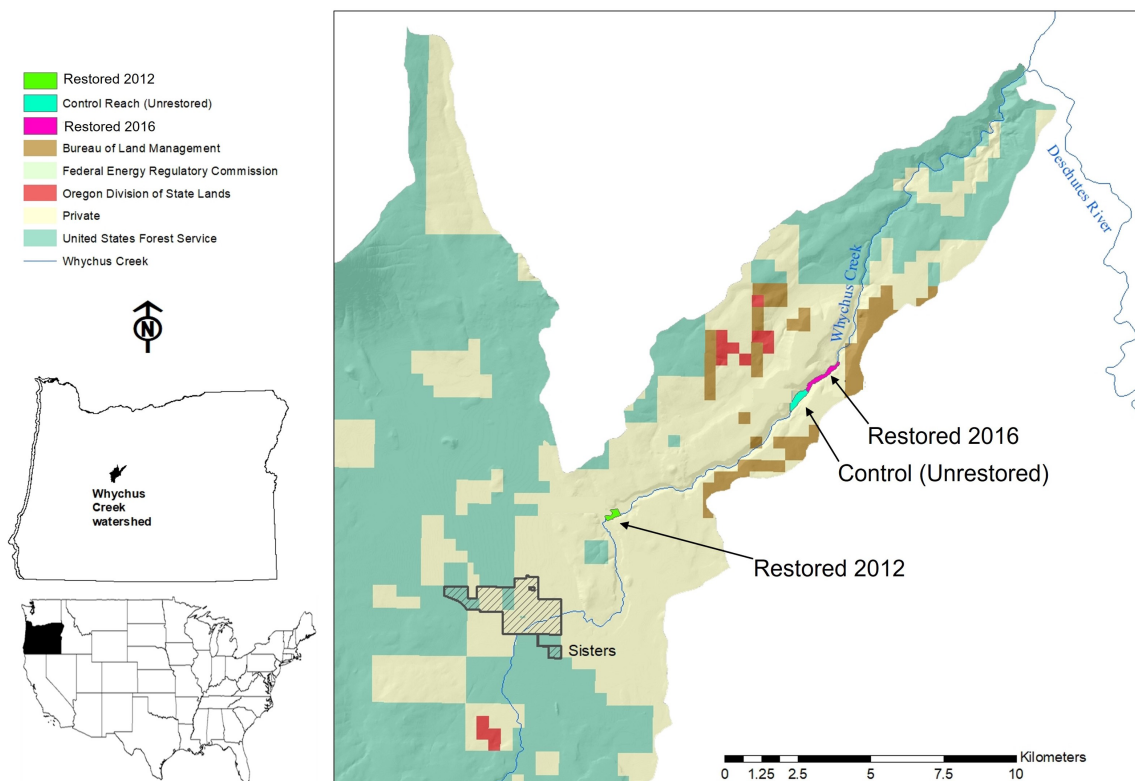 Restored 2012
Control Reach (Unrestored)
Restored 2016
Bureau of Land Management
Federal Energy Regulatory Commission
Oregon Division of State Lands
Private
United States Forest Service
Whychus Creek
N
Whychus
Creek
watershed
Deschutes River
Whychus Creek
Restored 2016
Control (Unrestored)
Restored 2012
Sisters
Kilometers
0 1.25 2.5 5 7.5 10